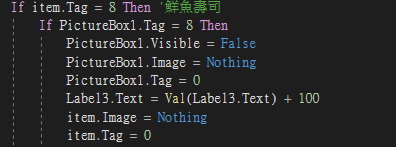 If item.Tag = 8 Then '鮮魚壽司
If PictureBox1.Tag = 8 Then
PictureBox1.Visible = False
PictureBox1.Image = Nothing
PictureBox1.Tag = 0
Label3.Text = Val(Label3.Text) + 100
item.Image = Nothing
item.Tag = 0